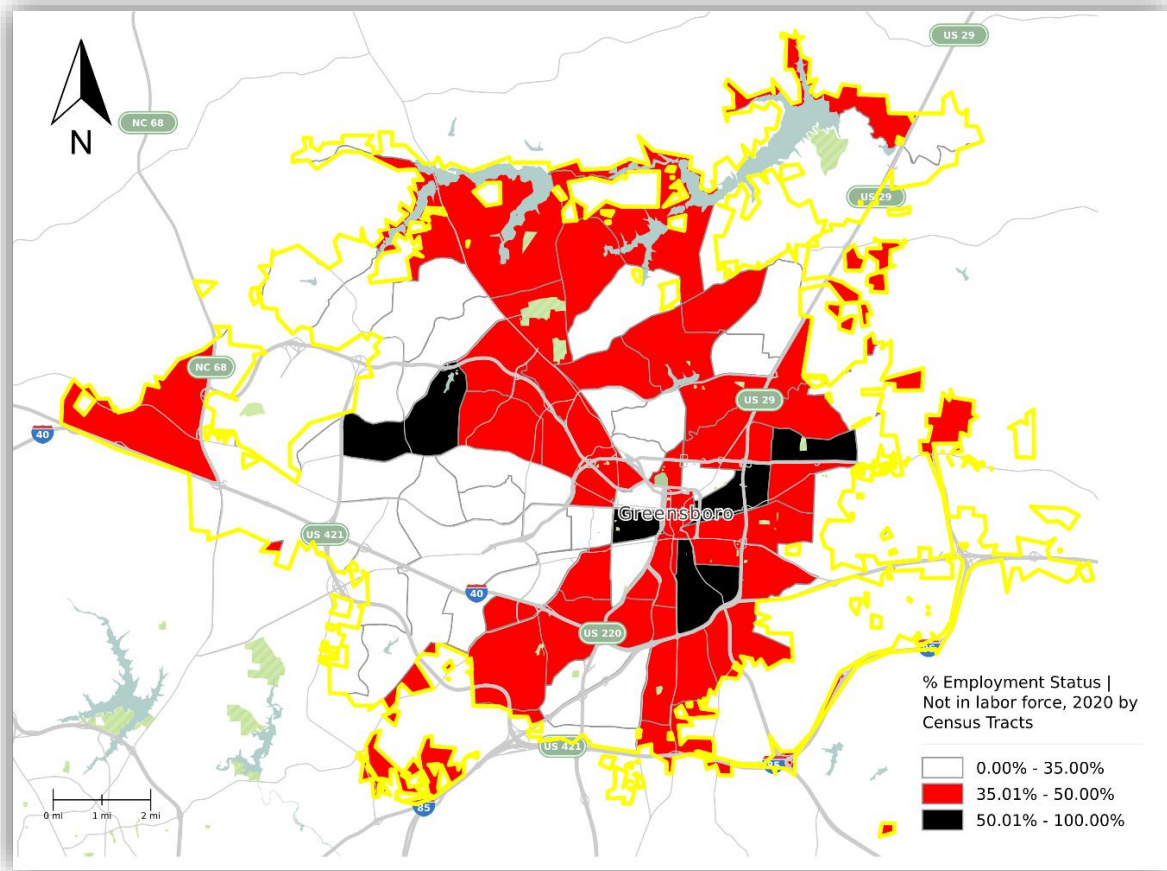 US 29
NC 68
N
US 29
NC 68
US 29
40
Greensboro
US 421
40
US 220
85
% Employment Status |
Not in labor force, 2020 by
Census Tracts
US 421
85
0.00% - 35.00%
35.01% - 50.00%
50.01% - 100.00%
0 mi
1 mi
2 mi
85